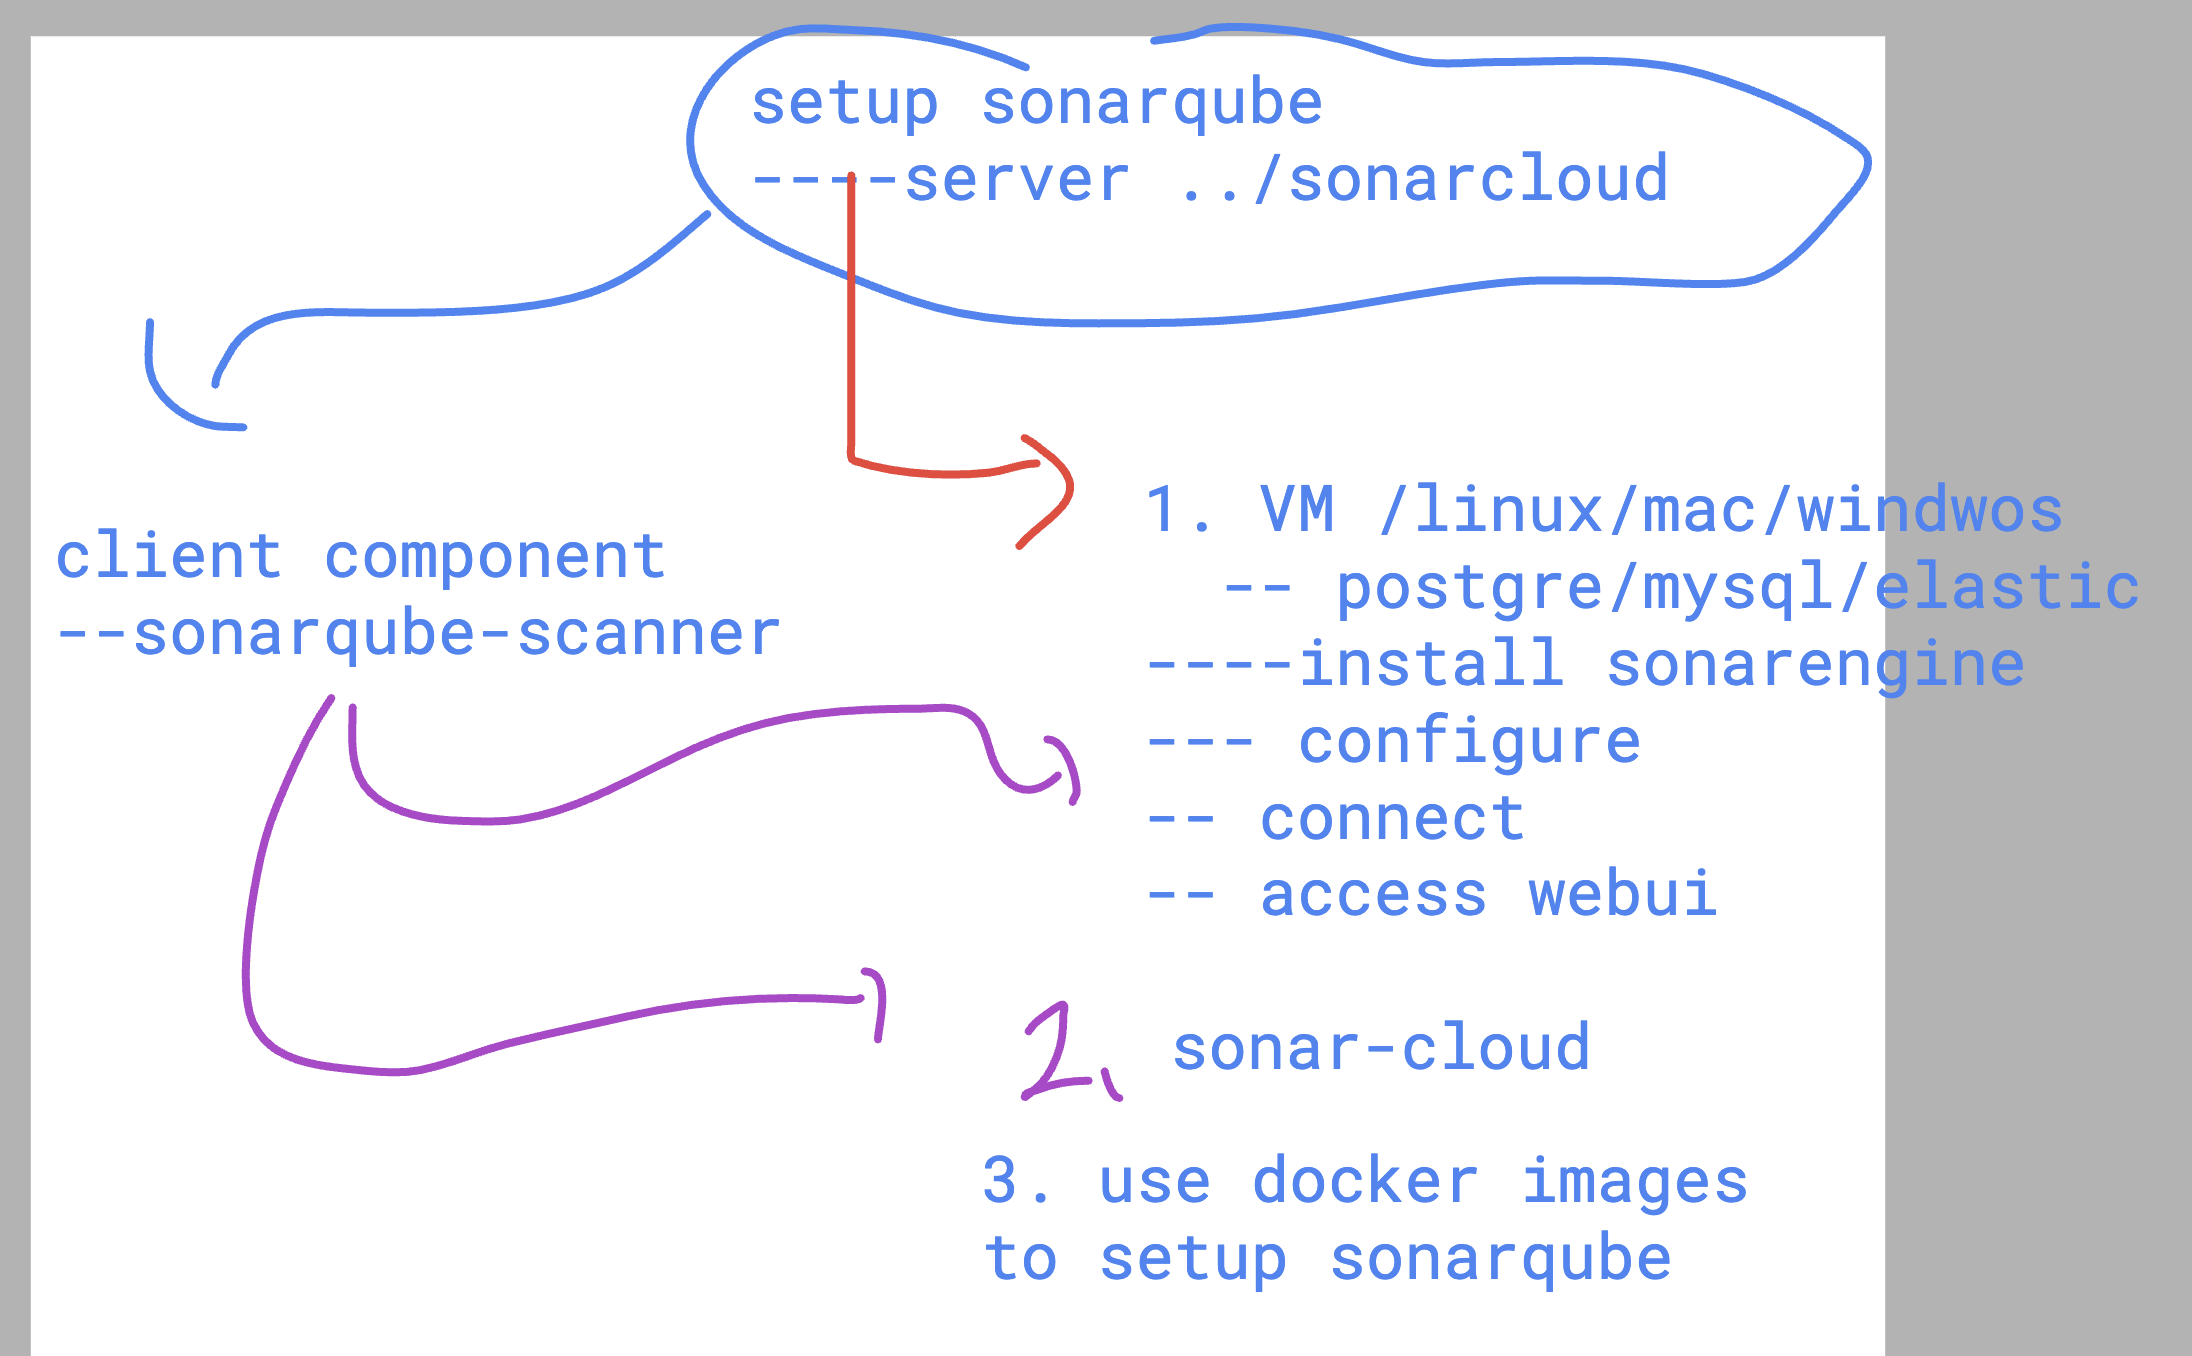 setup sonarqube
----server ../sonarcloud
client component
--sonarqube-scanner
1. VM /linux/mac/windwos
-- postgre/mysql/elastic
----install sonarengine
--- configure
-- connect
-- access webui
2. sonar-cloud
3. use docker images
to setup sonarqube